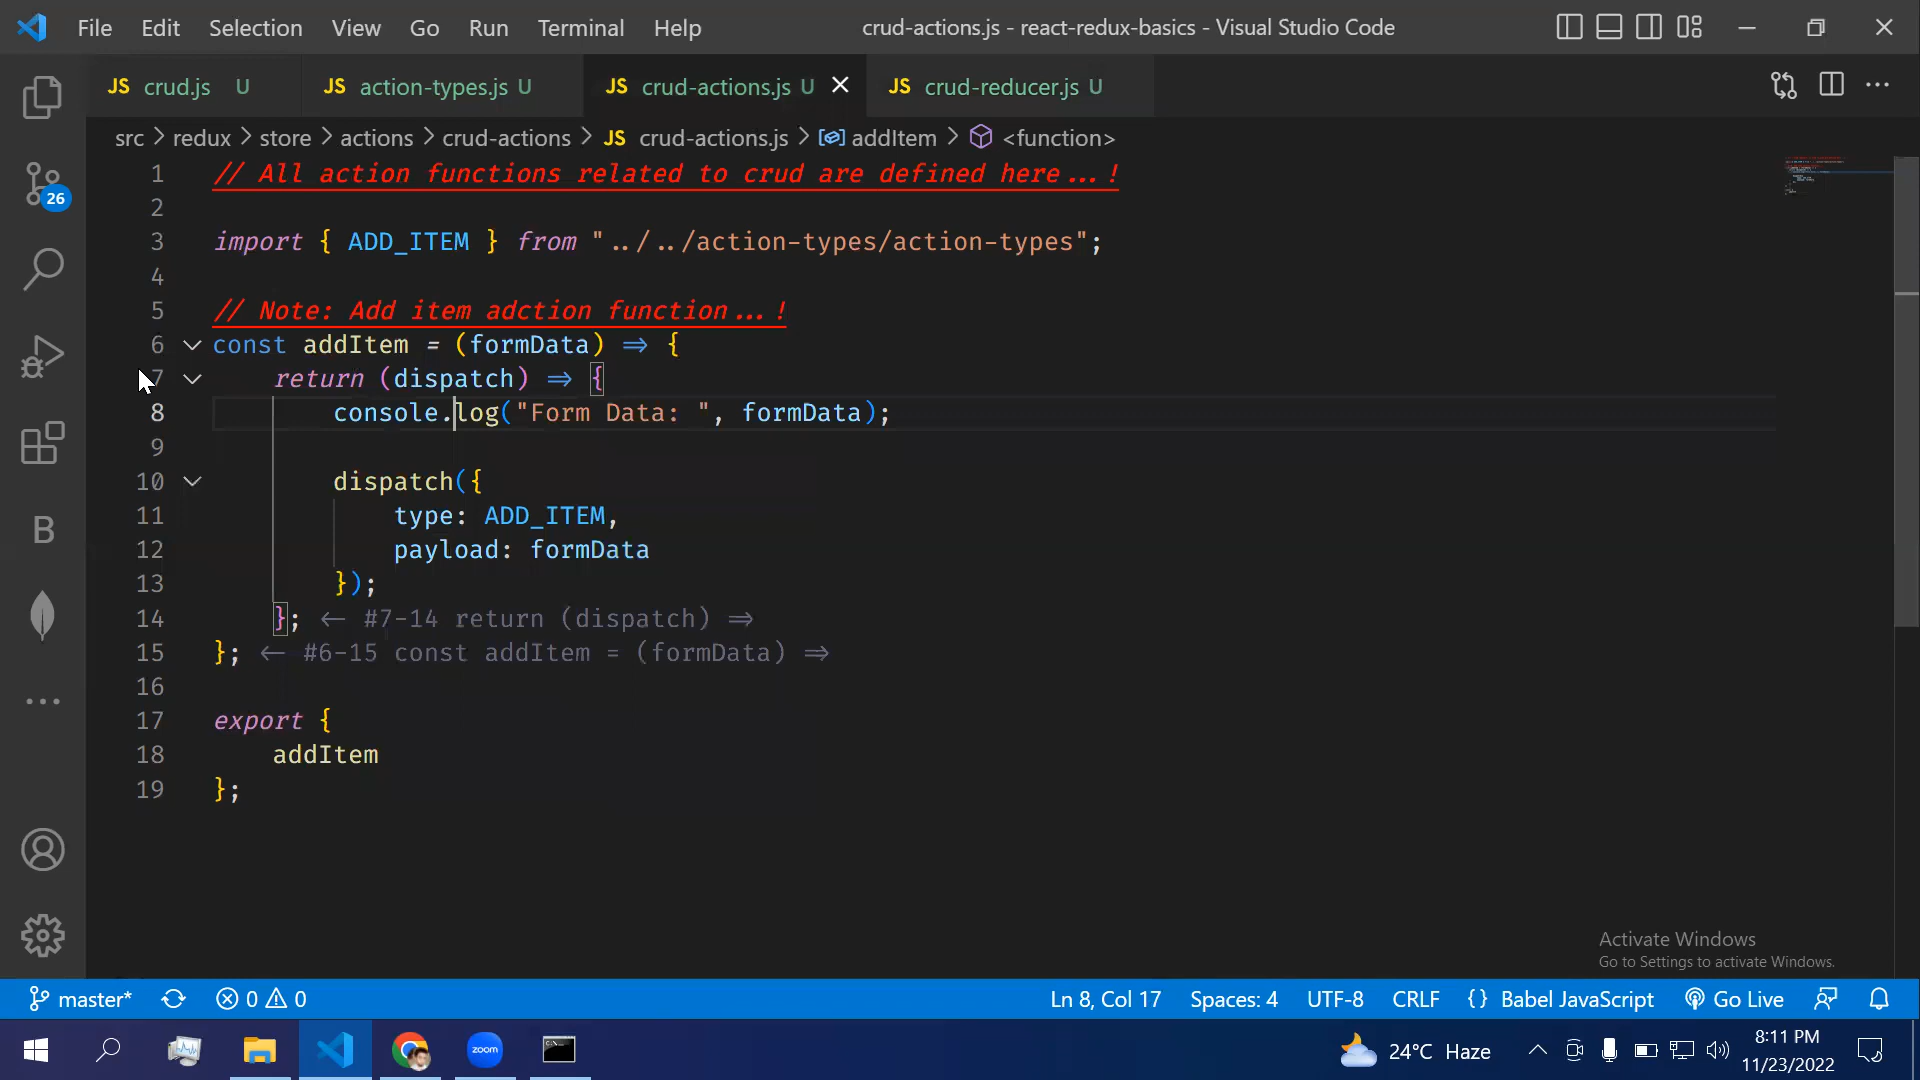 File Edit Selection View Go Run Terminal Help crud-actions.js - react-redux-basics - Visual Studio Code
JS crud.js U JS action-types.js U JS crud-actions.js U JS crud-reducer.js U
src > redux > store > actions > crud-actions > JS crud-actions.js > addItem > <function>
1 // All action functions related to crud are defined here...!
2
3 import { ADD_ITEM } from "../../action-types/action-types";
4
5 // Note: Add item adction function...!
6 const addItem = (formData) => {
7 return (dispatch) => {
8 console.log("Form Data: ", formData);
9
10 dispatch({
11 type: ADD_ITEM,
12 payload: formData
13 });
14 }; <- #7-14 return (dispatch) =>
15 }; <- #6-15 const addItem = (formData) =>
16
17 export {
18 addItem
19 };
26
B
Activate Windows
Go to Settings to activate Windows.
master* 0 0 Ln 8, Col 17 Spaces: 4 UTF-8 CRLF {} Babel JavaScript Go Live
zoom 24°C Haze 8:11 PM
11/23/2022